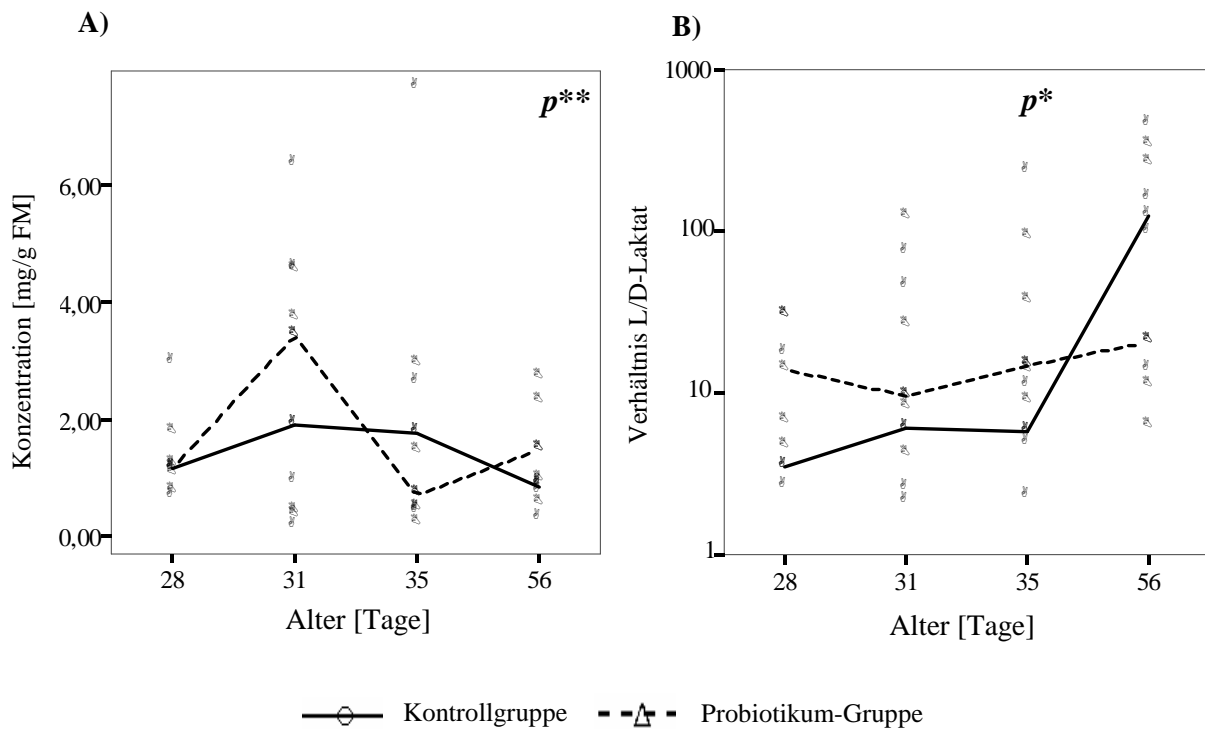 A)
p**
Konzentration [mg/g FM]
6,00
4,00
2,00
0,00
28 31 35 56
Alter [Tage]
B)
p*
Verhältnis L/D-Laktat
1000
100
10
1
28 31 35 56
Alter [Tage]
Kontrollgruppe Probiotikum-Gruppe